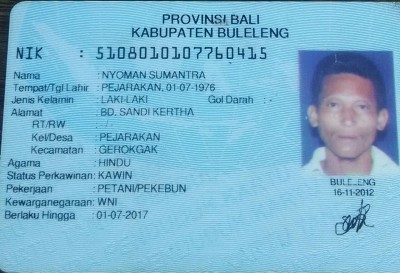 PROVINSI BALI
KABUPATEN BULELENG
NIK : 5108010107760415
Nama : NYOMAN SUMANTRA
Tempat/Tgl Lahir : PEJARAKAN, 01-07-1976
Jenis Kelamin : LAKI-LAKI Gol Darah :
Alamat : BD. SANDI KERTHA
RT/RW : /
Kel/Desa : PEJARAKAN
Kecamatan : GEROKGAK
Agama : HINDU
Status Perkawinan: KAWIN
Pekerjaan : PETANI/PEKEBUN
Kewarganegaraan: WNI
Berlaku Hingga : 01-07-2017
BULELENG
16-11-2012